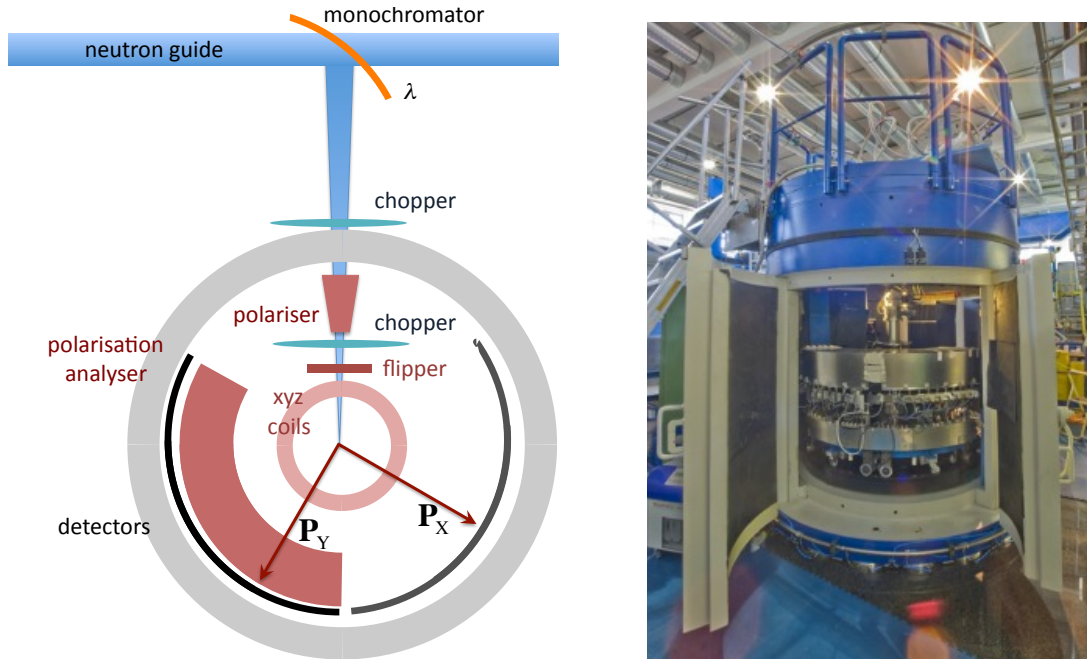 monochromator
neutron guide
λ
chopper
polariser
chopper
polarisation
analyser
flipper
xyz
coils
detectors
P_Y
P_X